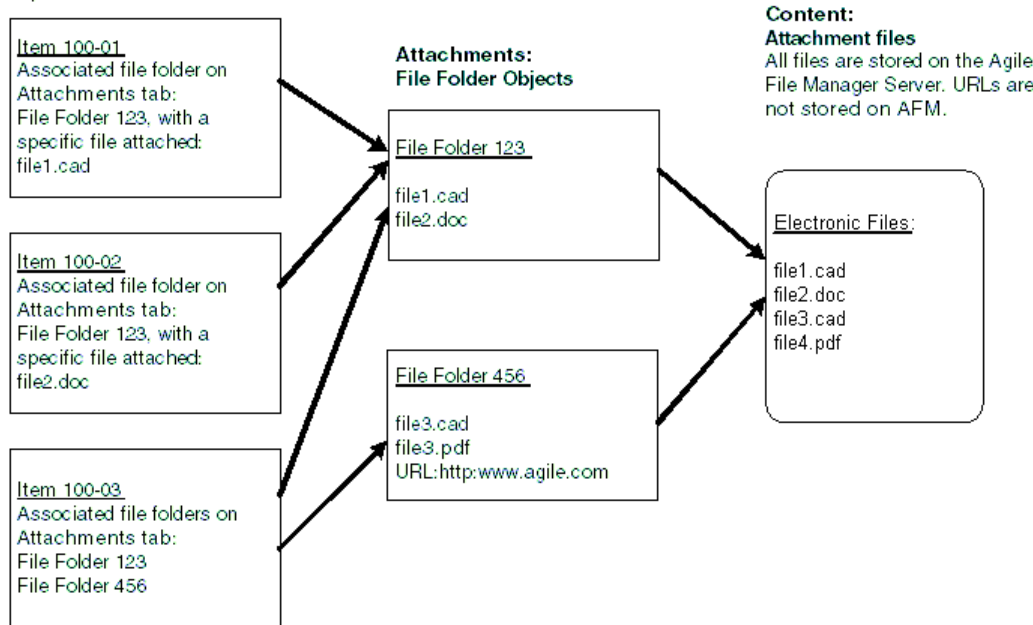 Item 100-01
Associated file folder on
Attachments tab:
File Folder 123, with a
specific file attached:
file1.cad
Item 100-02
Associated file folder on
Attachments tab:
File Folder 123, with a
specific file attached:
file2.doc
Item 100-03
Associated file folders on
Attachments tab:
File Folder 123
File Folder 456
Attachments:
File Folder Objects
File Folder 123
file1.cad
file2.doc
File Folder 456
file3.cad
file3.pdf
URL:http:www.agile.com
Content:
Attachment files
All files are stored on the Agile
File Manager Server. URLs are
not stored on AFM.
Electronic Files:
file1.cad
file2.doc
file3.cad
file4.pdf